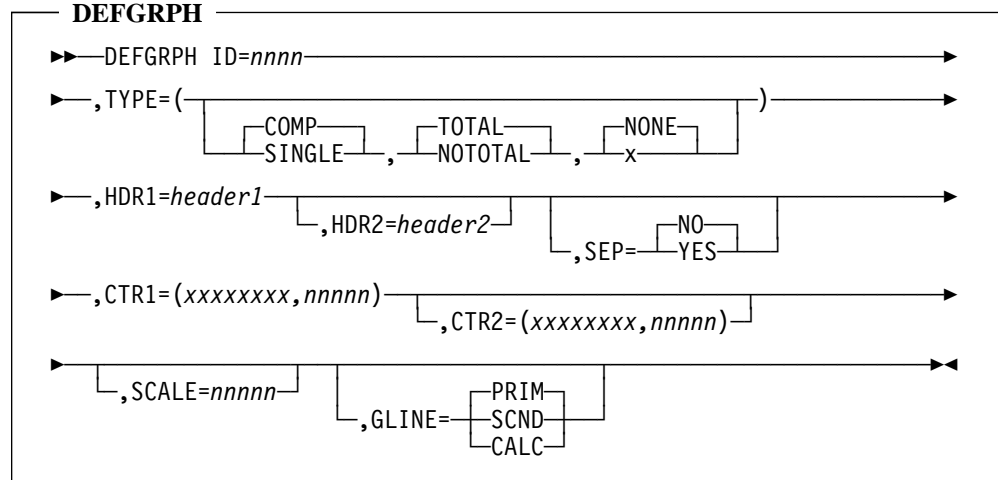 DEFGRPH
DEFGRPH ID=nnnn
,TYPE=( )
COMP TOTAL NONE
SINGLE , NOTOTAL , x
,HDR1=header1
,HDR2=header2 NO
,SEP= YES
,CTR1=(xxxxxxxx,nnnnn)
,CTR2=(xxxxxxxx,nnnnn)
,SCALE=nnnnn PRIM
,GLINE= SCND
CALC